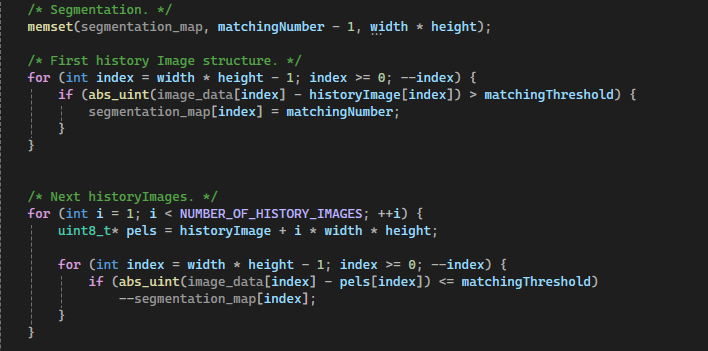 /* Segmentation. */
memset(segmentation_map, matchingNumber - 1, width * height);
/* First history Image structure. */
for (int index = width * height - 1; index >= 0; --index) {
if (abs_uint(image_data[index] - historyImage[index]) > matchingThreshold) {
segmentation_map[index] = matchingNumber;
}
}
/* Next historyImages. */
for (int i = 1; i < NUMBER_OF_HISTORY_IMAGES; ++i) {
uint8_t* pels = historyImage + i * width * height;
for (int index = width * height - 1; index >= 0; --index) {
if (abs_uint(image_data[index] - pels[index]) <= matchingThreshold)
--segmentation_map[index];
}
}